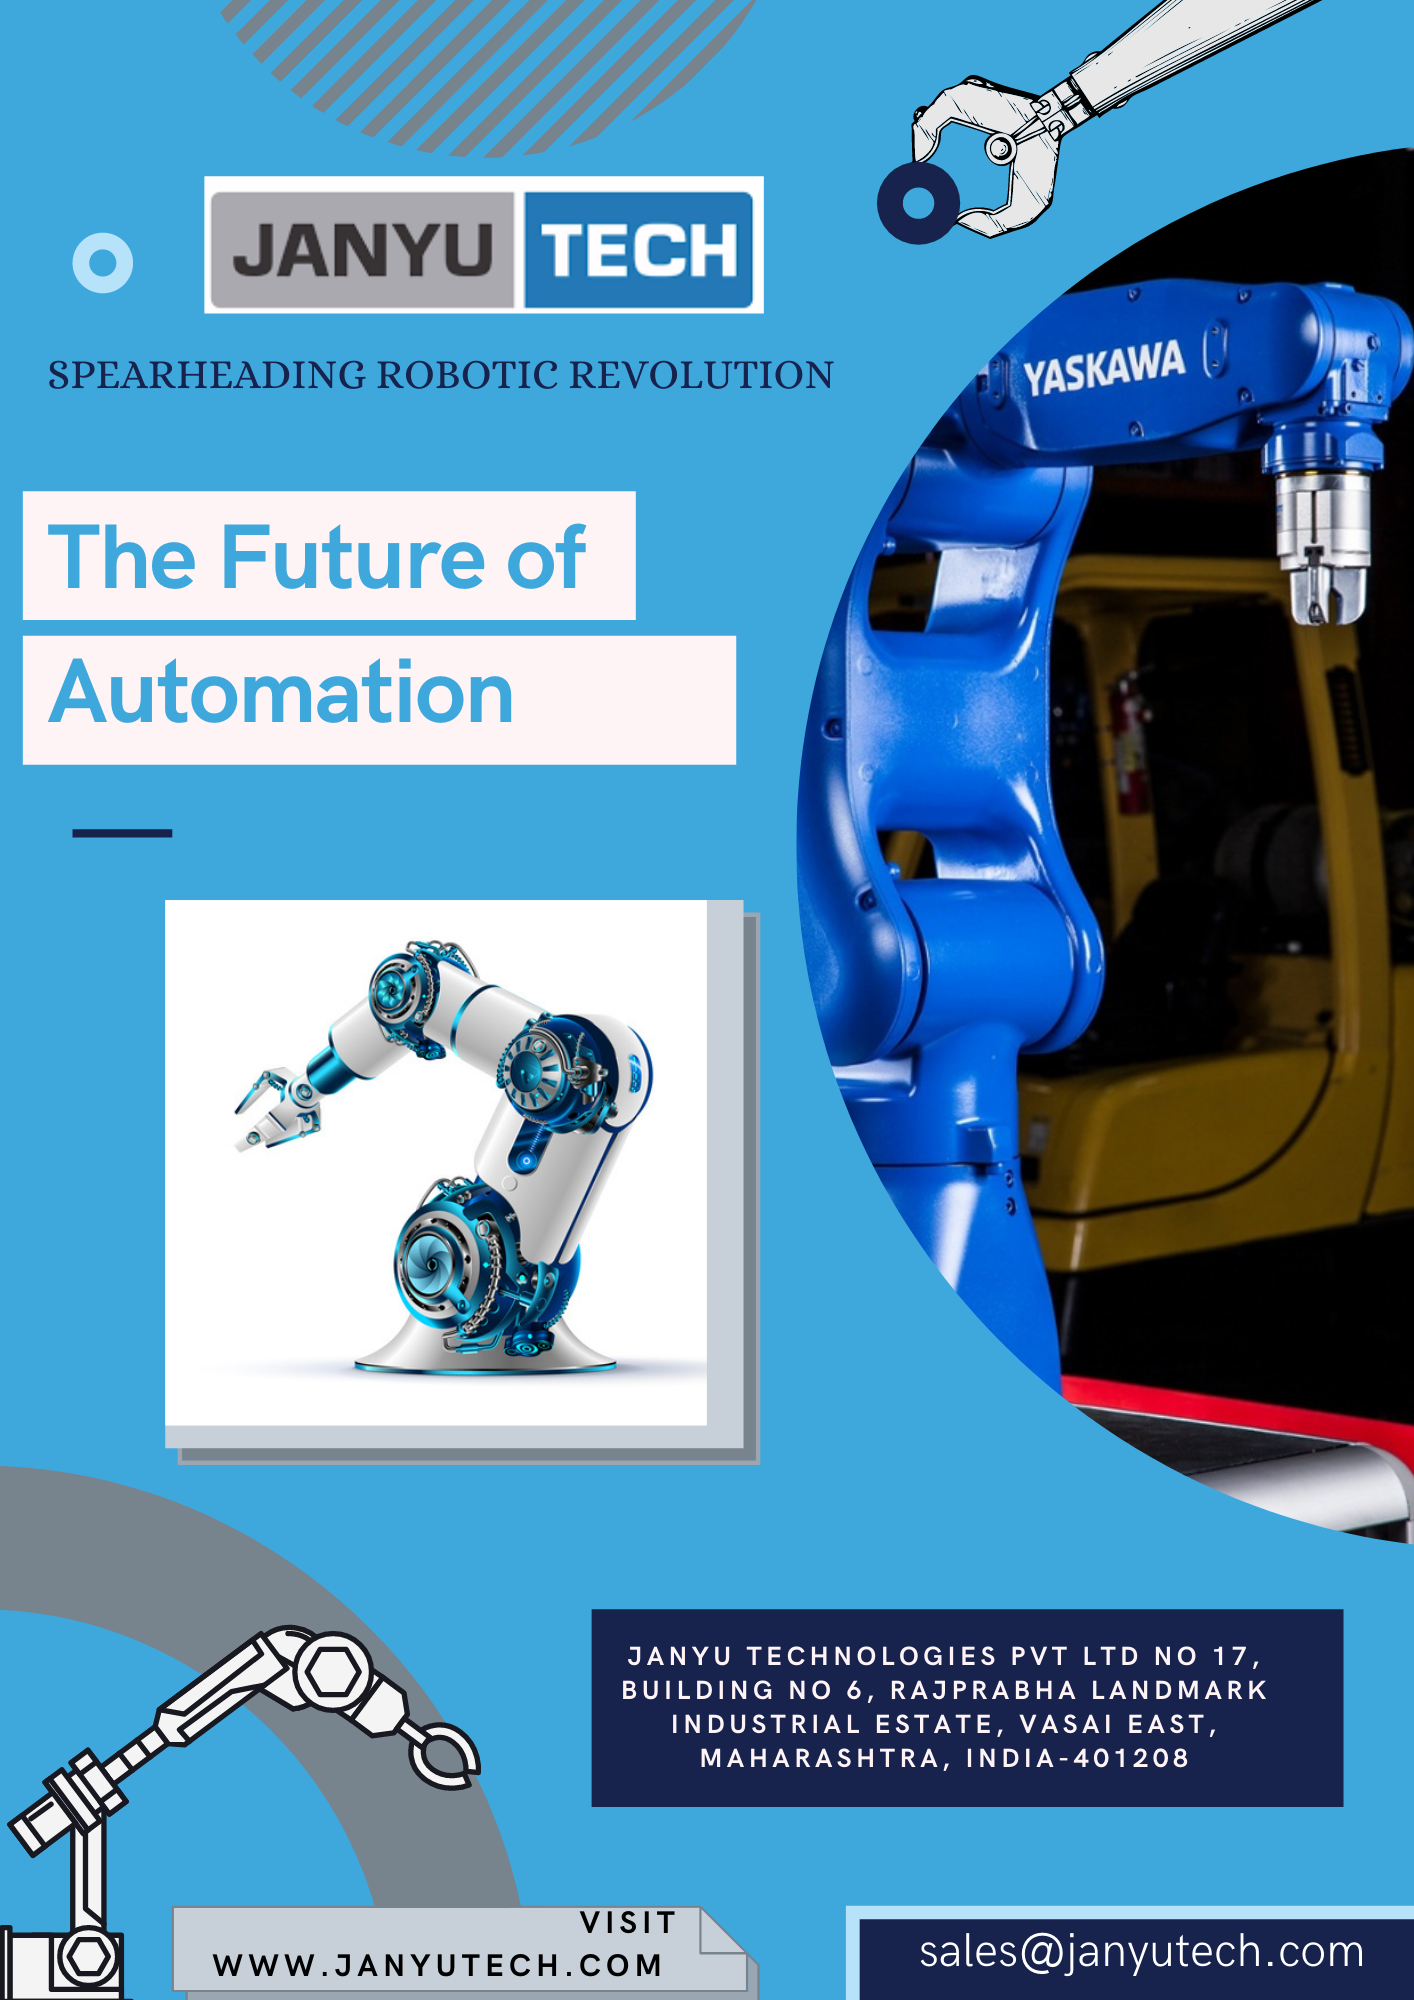 JANYU TECH
SPEARHEADING ROBOTIC REVOLUTION
YASKAWA
The Future of
Automation
JANYU TECHNOLOGIES PVT LTD NO 17,
BUILDING NO 6, RAJPRABHA LANDMARK
INDUSTRIAL ESTATE, VASAI EAST,
MAHARASHTRA, INDIA-401208
VISIT
WWW.JANYUTECH.COM
sales@janyutech.com